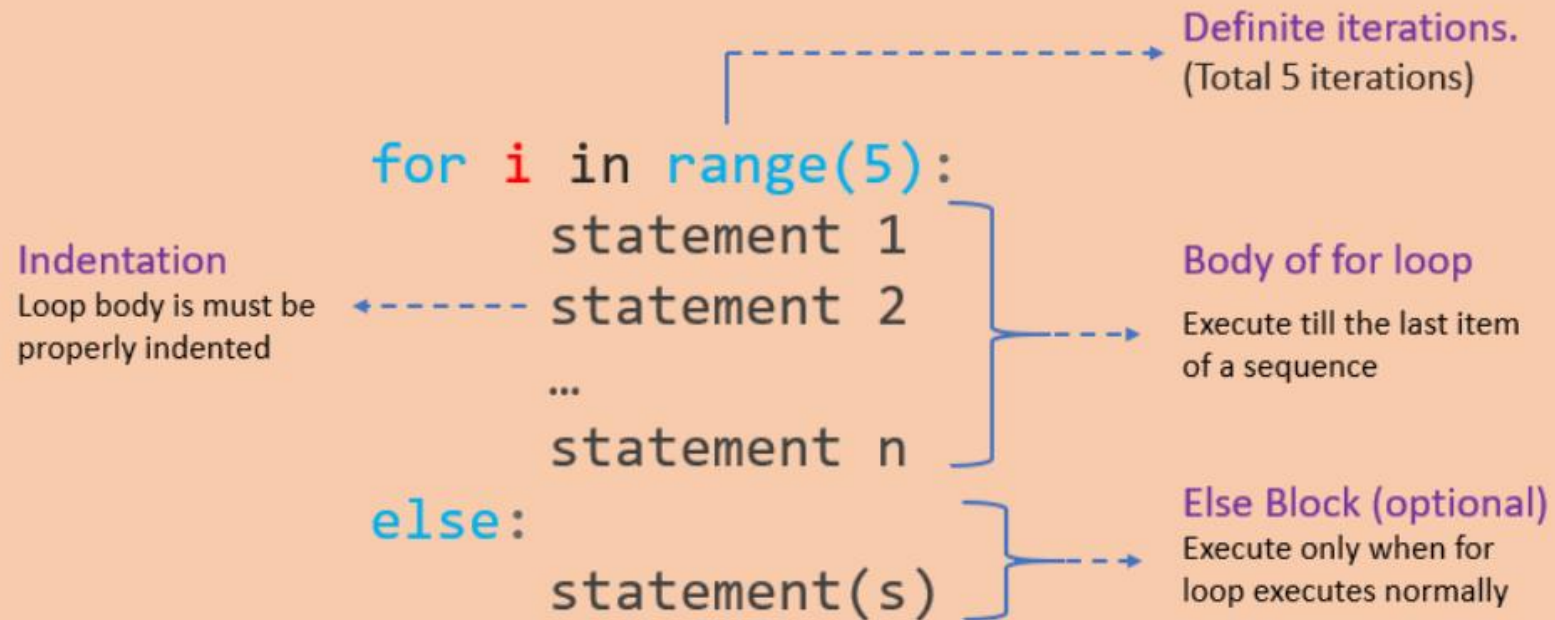 Definite iterations.
(Total 5 iterations)
for i in range(5):
statement 1
Indentation
Loop body is must be
properly indented
statement 2
...
statement n
Body of for loop
Execute till the last item
of a sequence
else:
statement(s)
Else Block (optional)
Execute only when for
loop executes normally